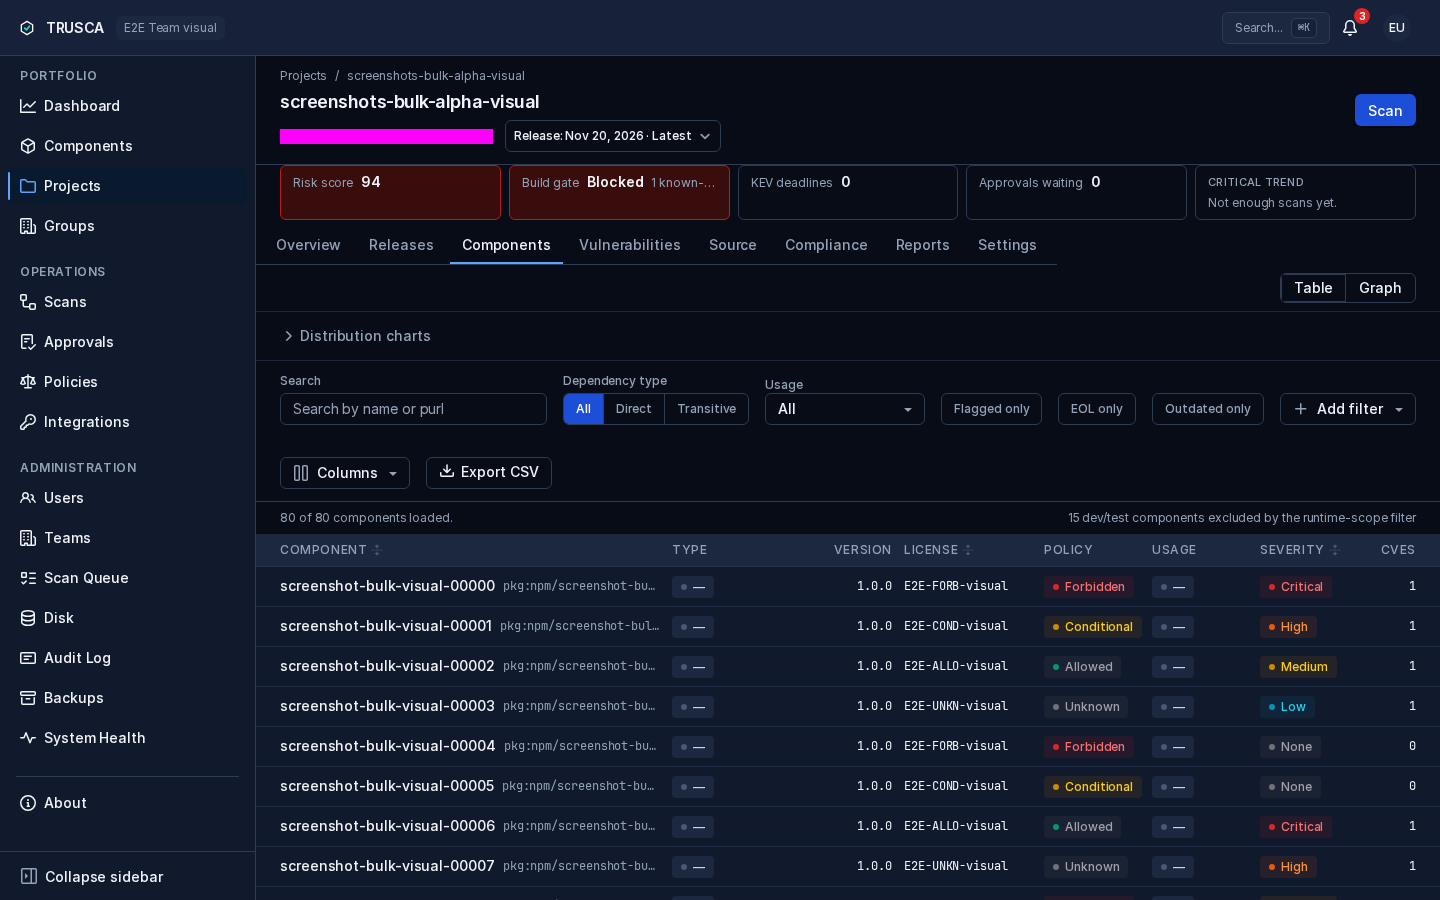 TRUSCA E2E Team visual Search... ⌘K 3 EU
PORTFOLIO
Dashboard
Components
Projects
Groups
OPERATIONS
Scans
Approvals
Policies
Integrations
ADMINISTRATION
Users
Teams
Scan Queue
Disk
Audit Log
Backups
System Health
About
Collapse sidebar
Projects / screenshots-bulk-alpha-visual
screenshots-bulk-alpha-visual
Scan
Release: Nov 20, 2026 · Latest
Risk score 94
Build gate Blocked 1 known-...
KEV deadlines 0
Approvals waiting 0
CRITICAL TREND
Not enough scans yet.
Overview Releases Components Vulnerabilities Source Compliance Reports Settings
Table Graph
Distribution charts
Search
Dependency type
Usage
Search by name or purl
All Direct Transitive
All
Flagged only
EOL only
Outdated only
Add filter
Columns
Export CSV
80 of 80 components loaded.
15 dev/test components excluded by the runtime-scope filter
COMPONENT TYPE VERSION LICENSE POLICY USAGE SEVERITY CVES
screenshot-bulk-visual-00000 pkg:npm/screenshot-bu… — 1.0.0 E2E-FORB-visual Forbidden — Critical 1
screenshot-bulk-visual-00001 pkg:npm/screenshot-bul… — 1.0.0 E2E-COND-visual Conditional — High 1
screenshot-bulk-visual-00002 pkg:npm/screenshot-bu… — 1.0.0 E2E-ALLO-visual Allowed — Medium 1
screenshot-bulk-visual-00003 pkg:npm/screenshot-bu… — 1.0.0 E2E-UNKN-visual Unknown — Low 1
screenshot-bulk-visual-00004 pkg:npm/screenshot-bu… — 1.0.0 E2E-FORB-visual Forbidden — None 0
screenshot-bulk-visual-00005 pkg:npm/screenshot-bu… — 1.0.0 E2E-COND-visual Conditional — None 0
screenshot-bulk-visual-00006 pkg:npm/screenshot-bu… — 1.0.0 E2E-ALLO-visual Allowed — Critical 1
screenshot-bulk-visual-00007 pkg:npm/screenshot-bu… — 1.0.0 E2E-UNKN-visual Unknown — High 1